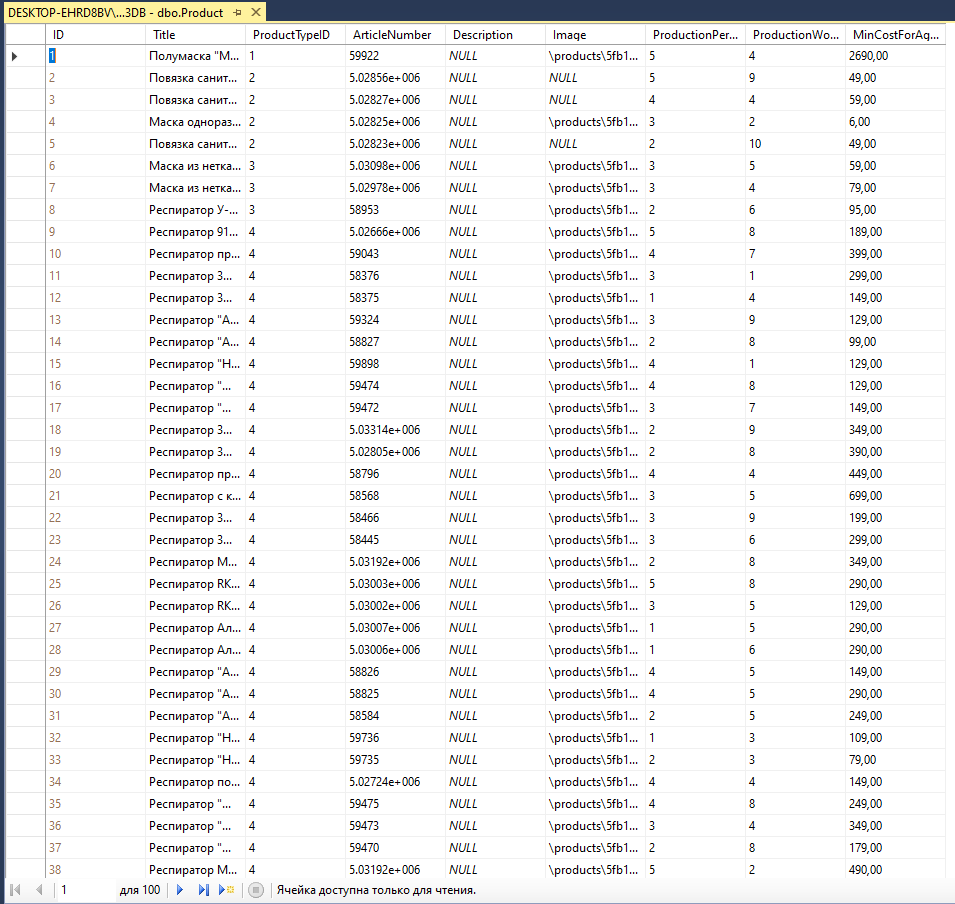 DESKTOP-EHRD8BV\...3DB - dbo.Product
ID Title ProductTypeID ArticleNumber Description Image ProductionPer... ProductionWo... MinCostForAg...
1 Полумаска "М... 1 59922 NULL \products\5fb1... 5 4 2690,00
2 Повязка санит... 2 5.02856e+006 NULL NULL 5 9 49,00
3 Повязка санит... 2 5.02827e+006 NULL NULL 4 4 59,00
4 Маска однораз... 2 5.02825e+006 NULL \products\5fb1... 3 2 6,00
5 Повязка санит... 2 5.02823e+006 NULL NULL 2 10 49,00
6 Маска из нетка... 3 5.03098e+006 NULL \products\5fb1... 3 5 59,00
7 Маска из нетка... 3 5.02978e+006 NULL \products\5fb1... 3 4 79,00
8 Респиратор У-... 3 58953 NULL \products\5fb1... 2 6 95,00
9 Респиратор 91... 4 5.02666e+006 NULL \products\5fb1... 5 8 189,00
10 Респиратор пр... 4 59043 NULL \products\5fb1... 4 7 399,00
11 Респиратор 3... 4 58376 NULL \products\5fb1... 3 1 299,00
12 Респиратор 3... 4 58375 NULL \products\5fb1... 1 4 149,00
13 Респиратор "А... 4 59324 NULL \products\5fb1... 3 9 129,00
14 Респиратор "А... 4 58827 NULL \products\5fb1... 2 8 99,00
15 Респиратор "Н... 4 59898 NULL \products\5fb1... 4 1 129,00
16 Респиратор "... 4 59474 NULL \products\5fb1... 4 8 129,00
17 Респиратор "... 4 59472 NULL \products\5fb1... 3 7 149,00
18 Респиратор 3... 4 5.03314e+006 NULL \products\5fb1... 2 9 349,00
19 Респиратор 3... 4 5.02805e+006 NULL \products\5fb1... 2 8 390,00
20 Респиратор пр... 4 58796 NULL \products\5fb1... 4 4 449,00
21 Респиратор с к... 4 58568 NULL \products\5fb1... 3 5 699,00
22 Респиратор 3... 4 58466 NULL \products\5fb1... 3 9 199,00
23 Респиратор 3... 4 58445 NULL \products\5fb1... 3 6 299,00
24 Респиратор М... 4 5.03192e+006 NULL \products\5fb1... 2 8 349,00
25 Респиратор RK... 4 5.03003e+006 NULL \products\5fb1... 5 8 290,00
26 Респиратор RK... 4 5.03002e+006 NULL \products\5fb1... 3 5 129,00
27 Респиратор Ал... 4 5.03007e+006 NULL \products\5fb1... 1 5 290,00
28 Респиратор Ал... 4 5.03006e+006 NULL \products\5fb1... 1 6 290,00
29 Респиратор "А... 4 58826 NULL \products\5fb1... 4 5 149,00
30 Респиратор "А... 4 58825 NULL \products\5fb1... 4 5 290,00
31 Респиратор "А... 4 58584 NULL \products\5fb1... 2 5 249,00
32 Респиратор "Н... 4 59736 NULL \products\5fb1... 1 3 109,00
33 Респиратор "Н... 4 59735 NULL \products\5fb1... 2 3 79,00
34 Респиратор по... 4 5.02724e+006 NULL \products\5fb1... 4 4 149,00
35 Респиратор "... 4 59475 NULL \products\5fb1... 4 8 249,00
36 Респиратор "... 4 59473 NULL \products\5fb1... 3 4 349,00
37 Респиратор "... 4 59470 NULL \products\5fb1... 2 8 179,00
38 Респиратор М... 4 5.03192e+006 NULL \products\5fb1... 5 2 490,00
1 для 100 Ячейка доступна только для чтения.